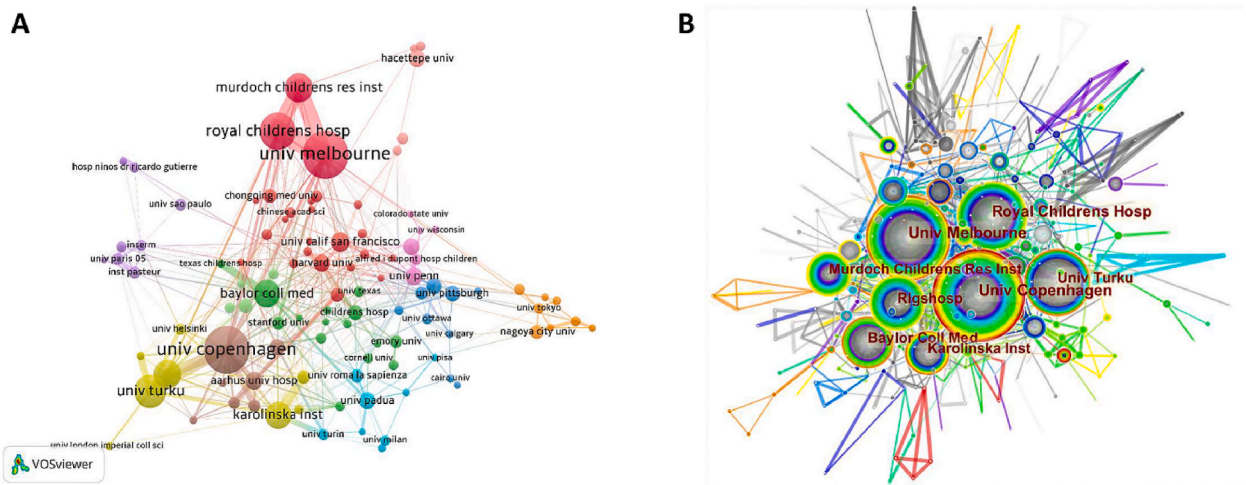 A
hacettepe univ
murdoch childrens res inst
royal childrens hosp
univ melbourne
hosp ninos dr ricardo gutierre
chongqing med univ
chinese acad sci
univ sao paulo
colorado state univ
univ wisconsin
univ calif san francisco
inserm
univ paris 05
inst pasteur
texas childrens hosp
harvard univ
alfred i dupont hosp children
univ penn
baylor coll med
univ texas
univ pittsburgh
childrens hosp
univ tokyo
nagoya city univ
univ helsinki
stanford univ
univ ottawa
univ calgary
emory univ
univ copenhagen
cornell univ
univ pisa
aarhus univ hosp
univ roma la sapienza
cairo univ
univ turku
karolinska inst
univ padua
univ turin
univ milan
univ london imperial coll sci
VOSviewer
B
Royal Childrens Hosp
Univ Melbourne
Murdoch Childrens Res Inst
Univ Turku
Univ Copenhagen
Rigshosp
Baylor Coll Med
Karolinska Inst